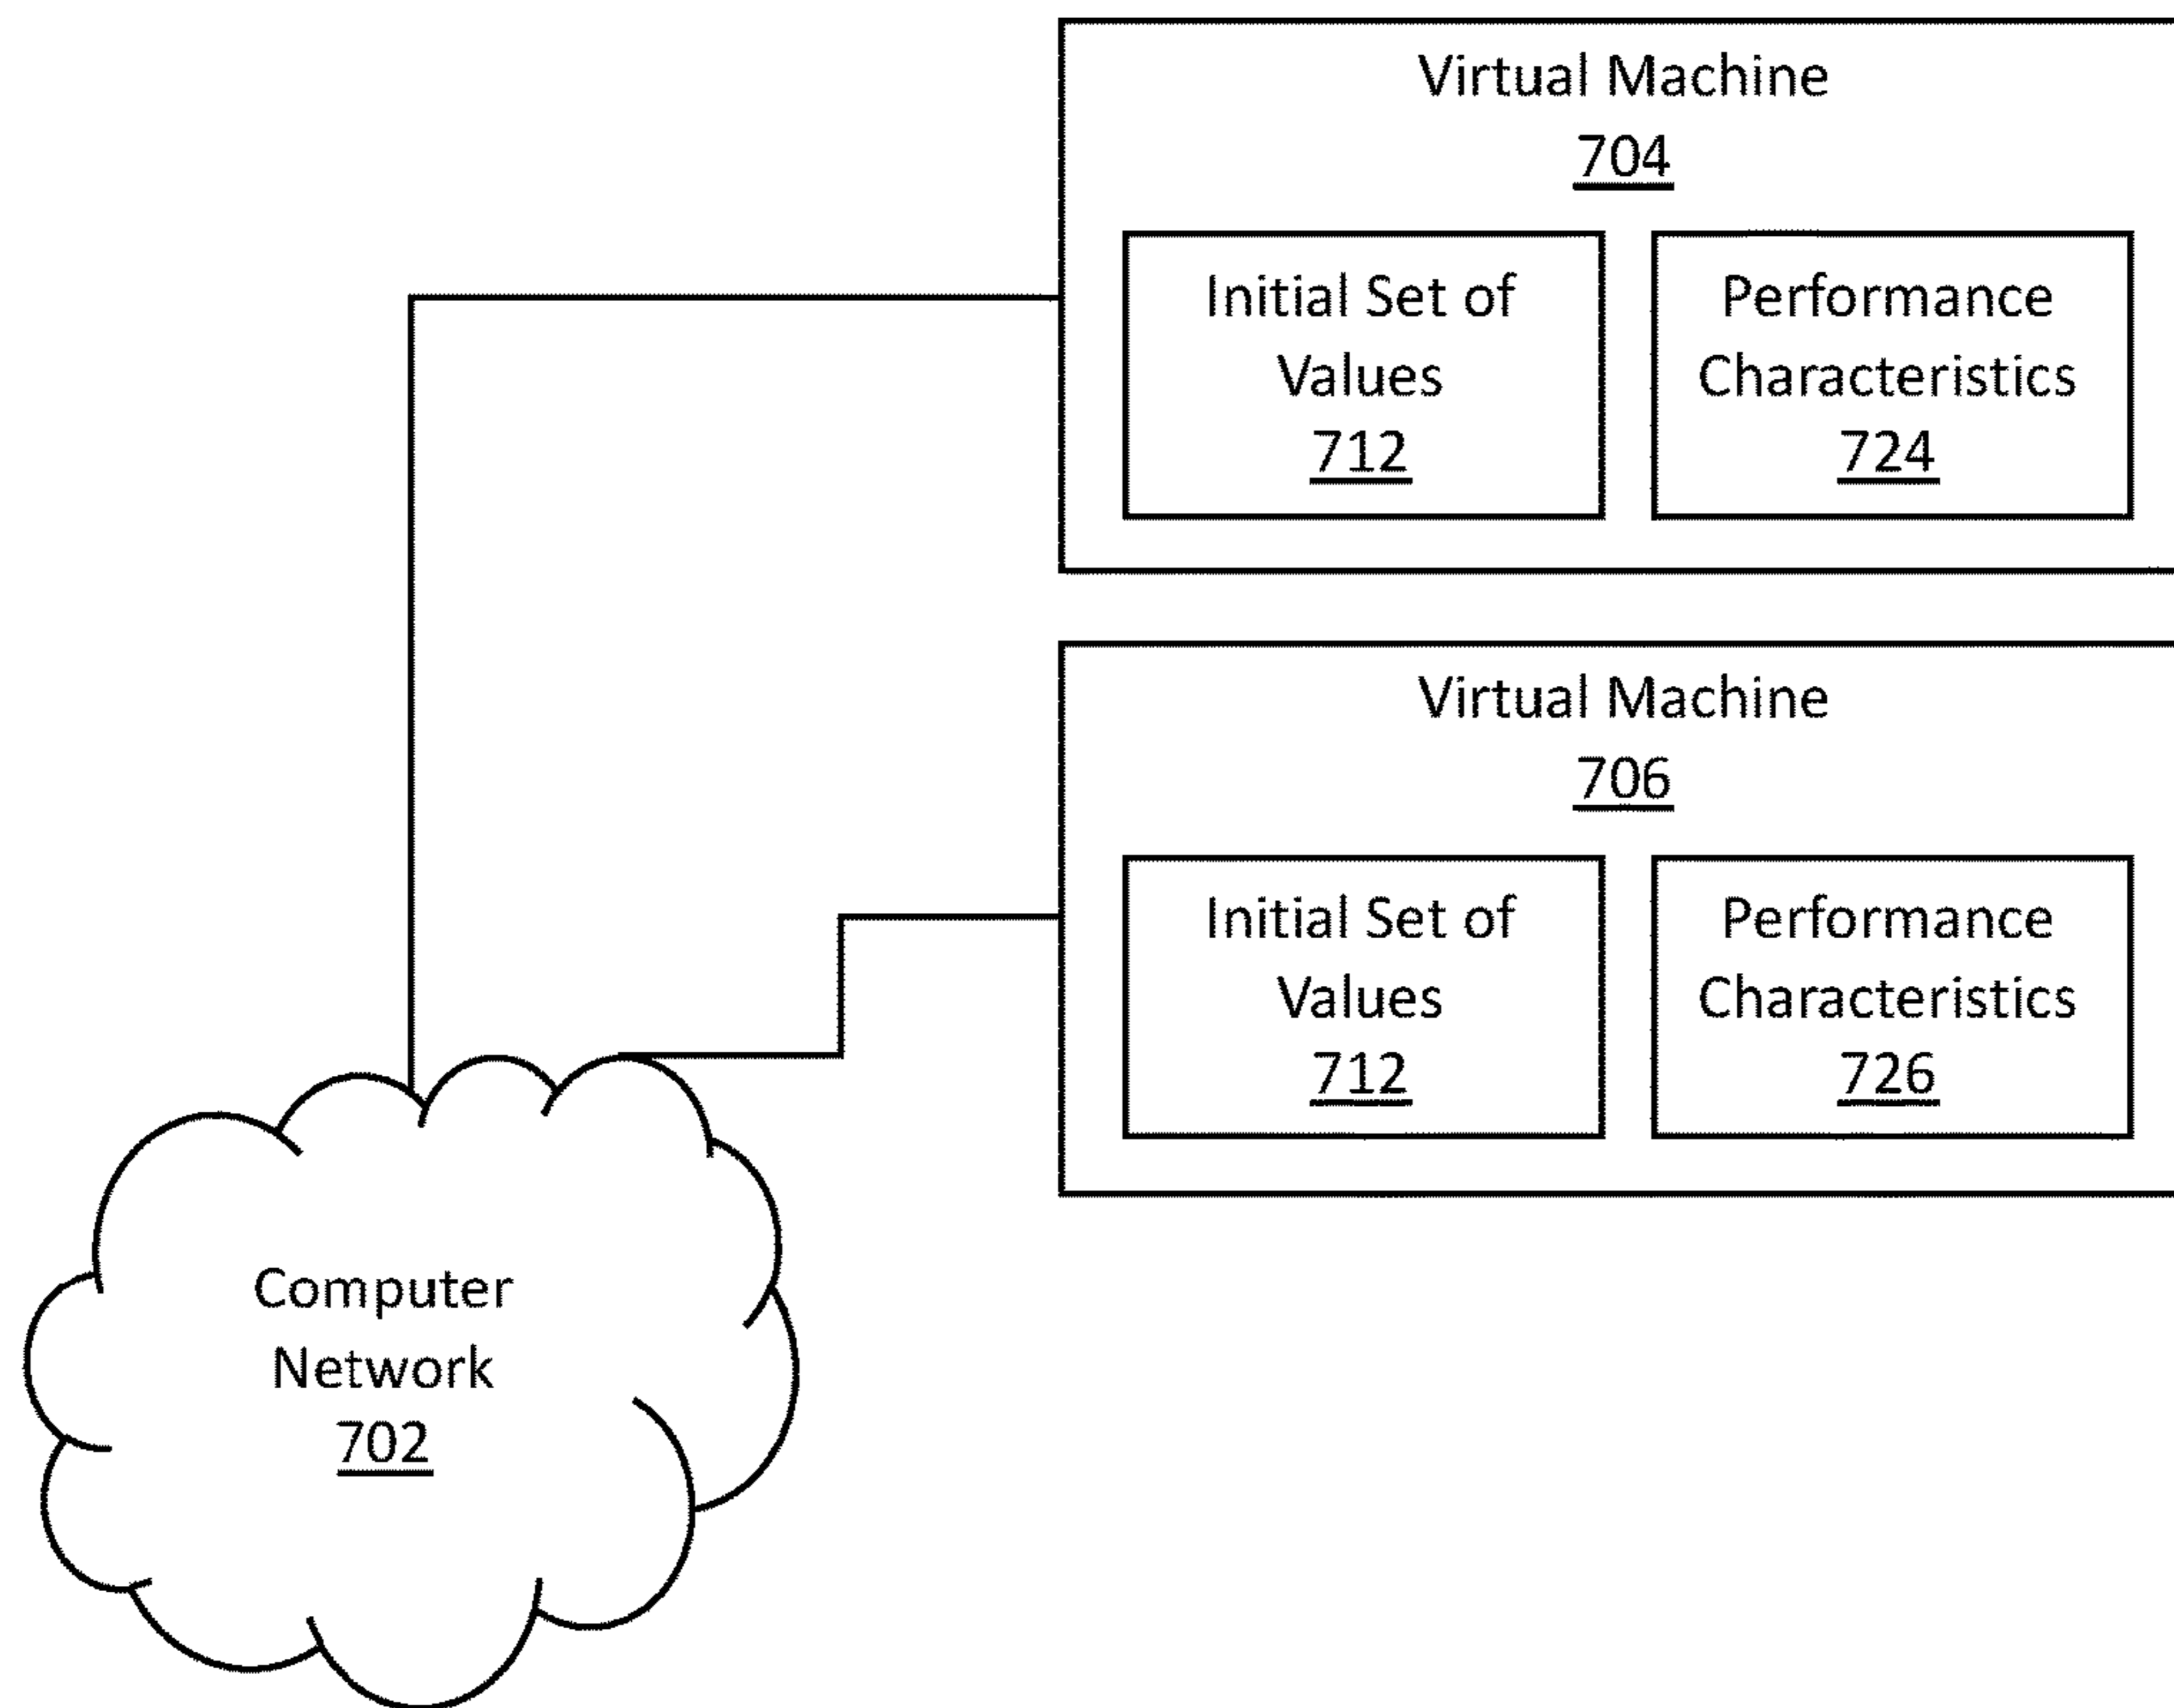 Virtual Machine
704
Initial Set of
Values
712
Performance
Characteristics
724
Virtual Machine
706
Initial Set of
Values
712
Performance
Characteristics
726
Computer
Network
702